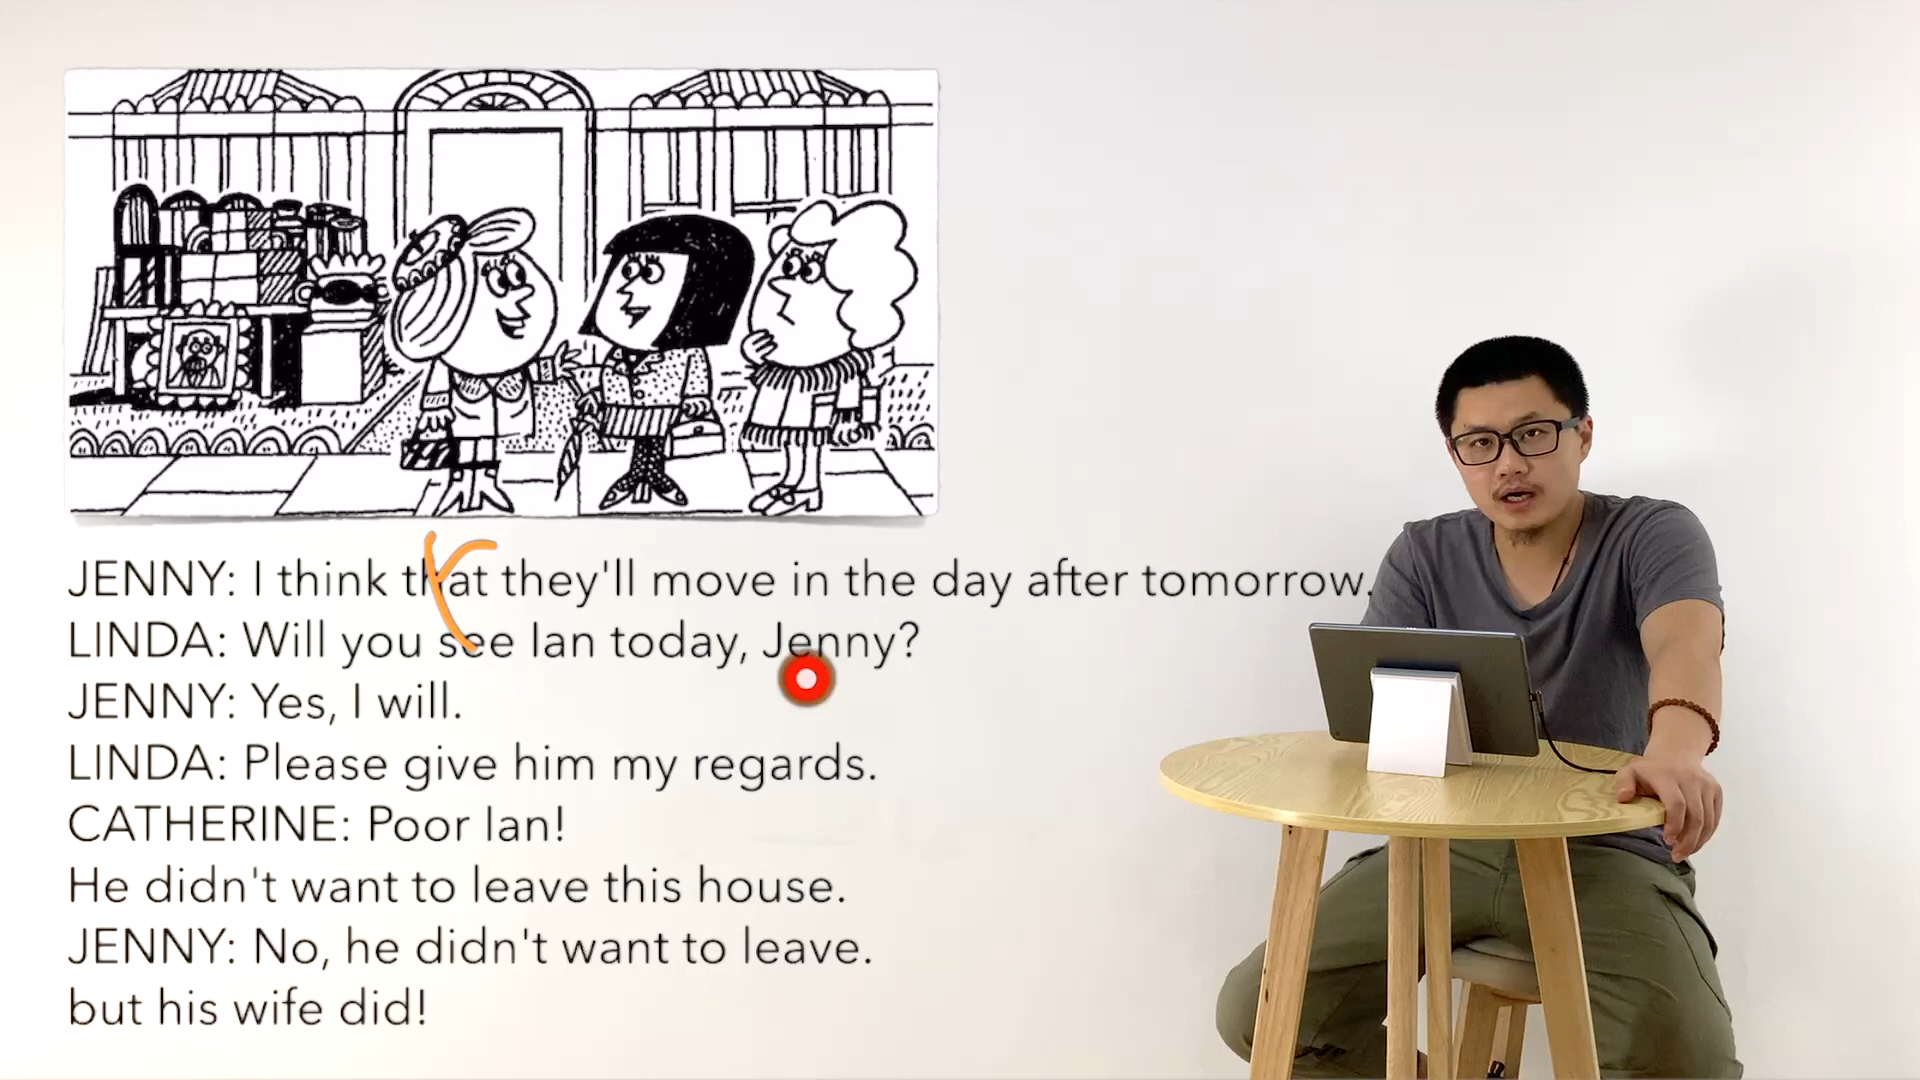 JENNY: I think that they'll move in the day after tomorrow.
LINDA: Will you see Ian today, Jenny?
JENNY: Yes, I will.
LINDA: Please give him my regards.
CATHERINE: Poor Ian!
He didn't want to leave this house.
JENNY: No, he didn't want to leave.
but his wife did!